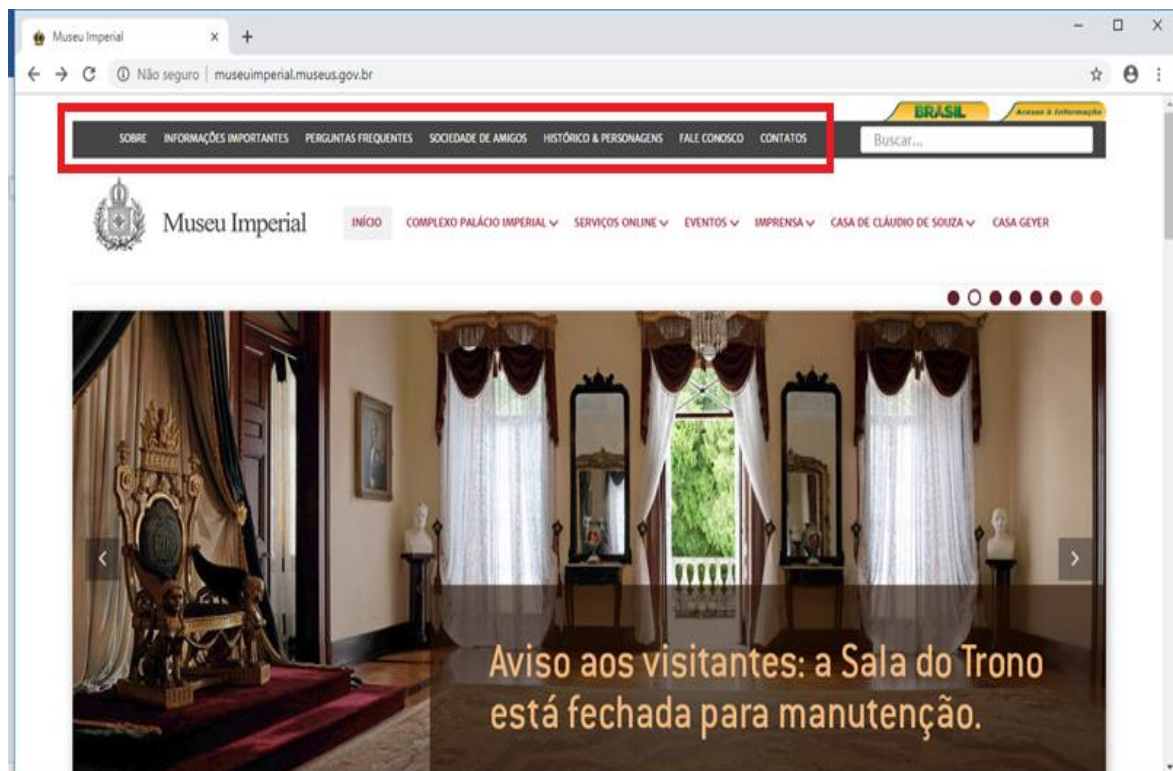 Museu Imperial
Não seguro | museuimperial.museus.gov.br
BRASIL Acesso à Informação
SOBRE INFORMAÇÕES IMPORTANTES PERGUNTAS FREQUENTES SOCIEDADE DE AMIGOS HISTÓRICO & PERSONAGENS FALE CONOSCO CONTATOS Buscar...
Museu Imperial INÍCIO COMPLEXO PALÁCIO IMPERIAL SERVIÇOS ONLINE EVENTOS IMPRENSA CASA DE CLÁUDIO DE SOUZA CASA GEYER
Aviso aos visitantes: a Sala do Trono
está fechada para manutenção.